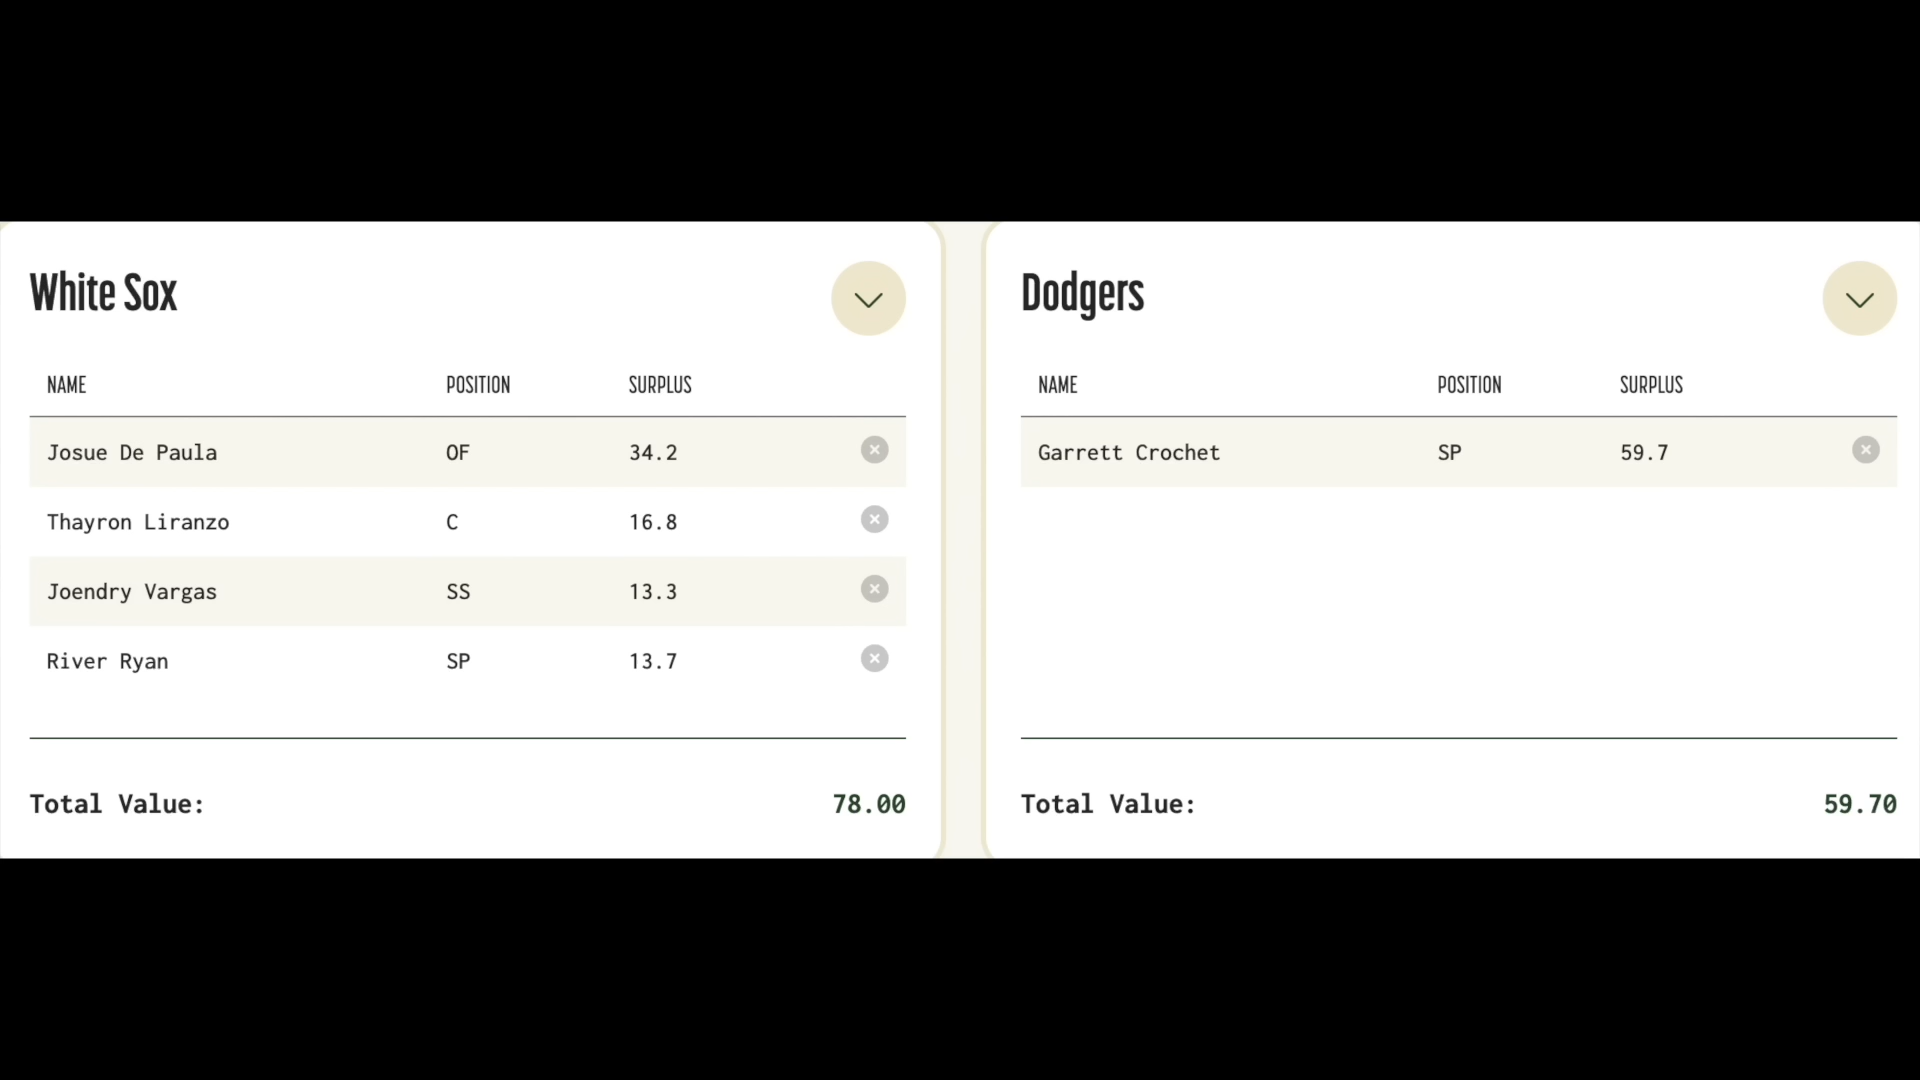 White Sox
NAME POSITION SURPLUS
Josue De Paula OF 34.2
Thayron Liranzo C 16.8
Joendry Vargas SS 13.3
River Ryan SP 13.7
Total Value: 78.00
Dodgers
NAME POSITION SURPLUS
Garrett Crochet SP 59.7
Total Value: 59.70